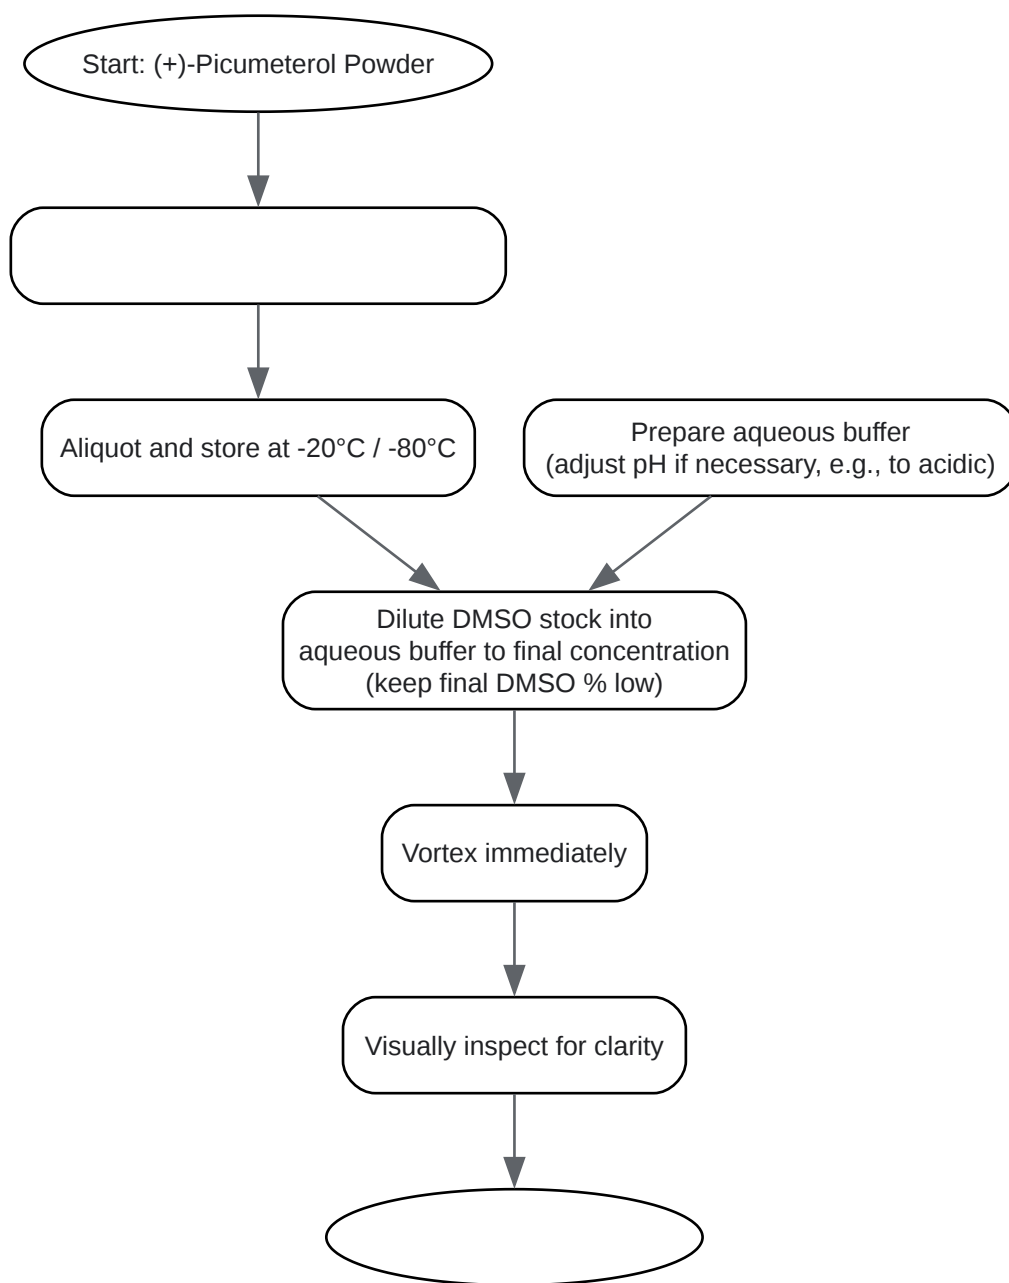 Start: (+)-Picumeterol Powder
Aliquot and store at -20°C / -80°C
Prepare aqueous buffer
(adjust pH if necessary, e.g., to acidic)
Dilute DMSO stock into
aqueous buffer to final concentration
(keep final DMSO % low)
Vortex immediately
Visually inspect for clarity